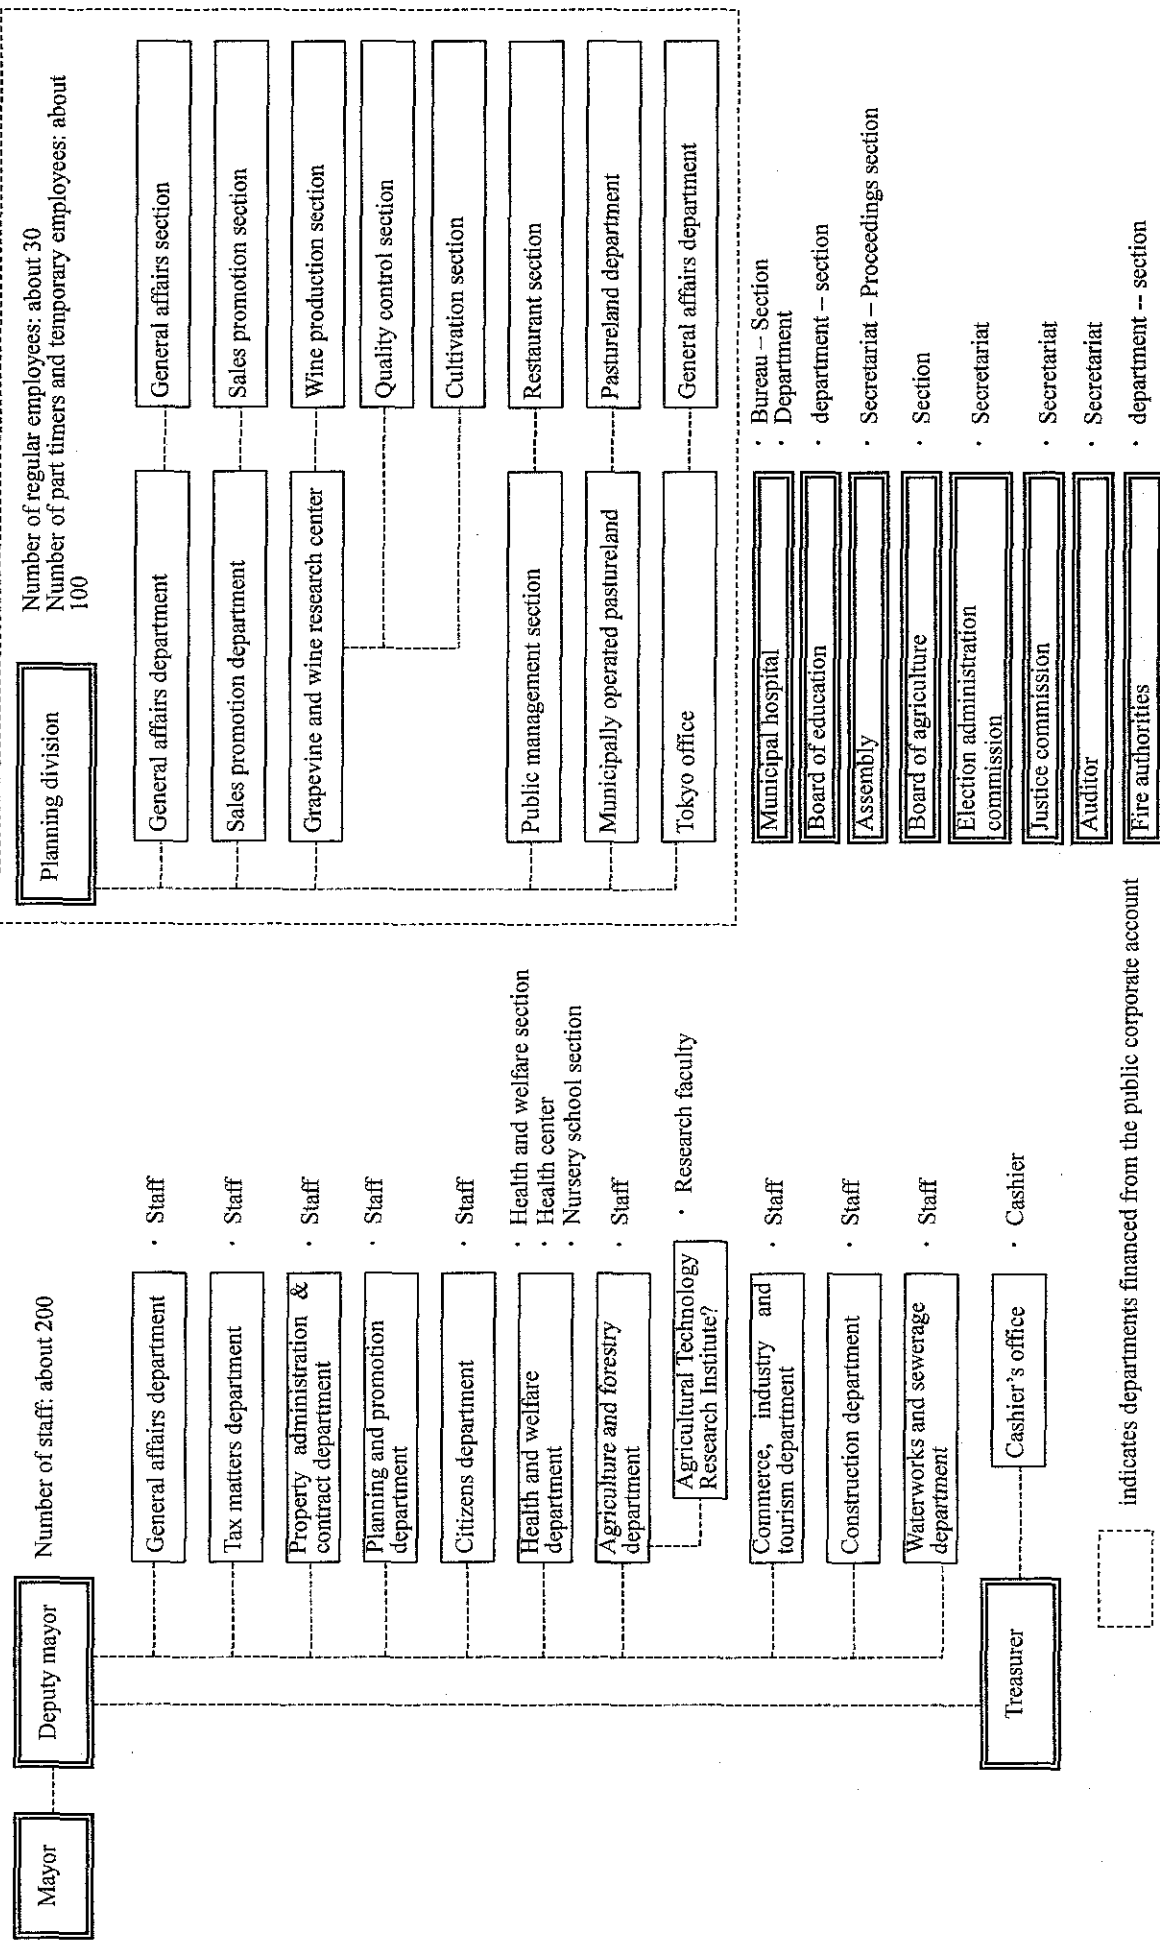 Mayor
Deputy mayor
Number of staff: about 200
General affairs department
· Staff
Tax matters department
· Staff
Property administration &
contract department
· Staff
Planning and promotion
department
· Staff
Citizens department
· Staff
Health and welfare
department
· Health and welfare section
· Health center
· Nursery school section
Agriculture and forestry
department
· Staff
Agricultural Technology
Research Institute?
· Research faculty
Commerce, industry and
tourism department
· Staff
Construction department
· Staff
Waterworks and sewerage
department
· Staff
Treasurer
Cashier's office
· Cashier
indicates departments financed from the public corporate account
Planning division
Number of regular employees: about 30
Number of part timers and temporary employees: about
100
General affairs department
General affairs section
Sales promotion department
Sales promotion section
Grapevine and wine research center
Wine production section
Quality control section
Cultivation section
Public management section
Restaurant section
Municipally operated pastureland
Pastureland department
Tokyo office
General affairs department
Municipal hospital
· Bureau – Section
· Department
Board of education
· department – section
Assembly
· Secretariat – Proceedings section
Board of agriculture
· Section
Election administration
commission
· Secretariat
Justice commission
· Secretariat
Auditor
· Secretariat
Fire authorities
· department -- section